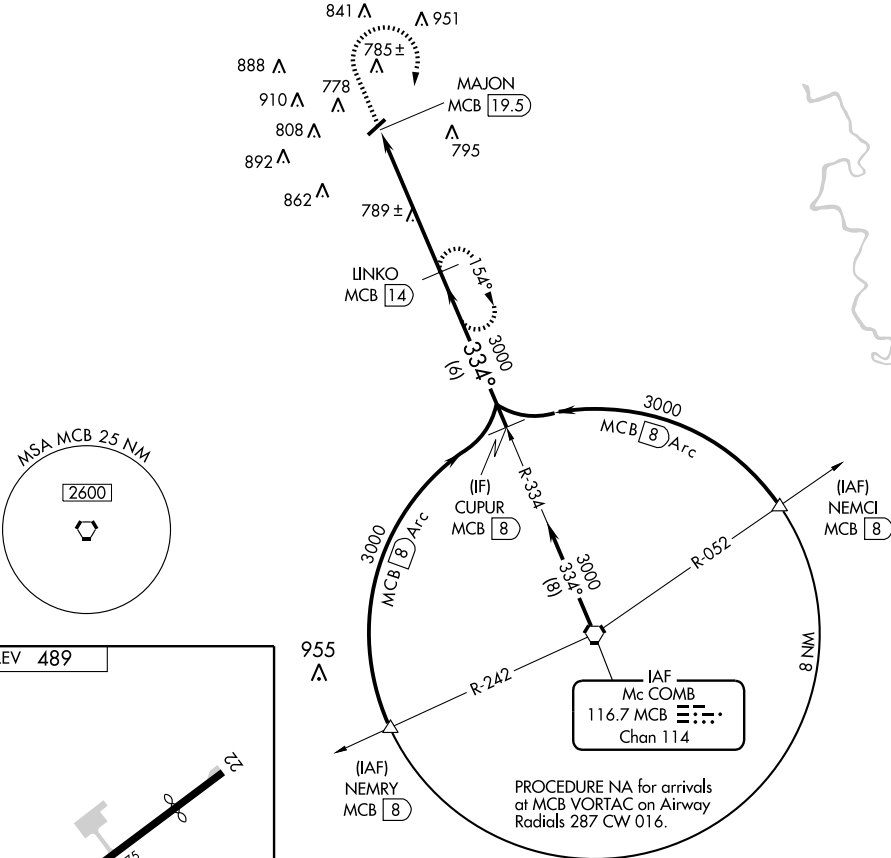 841
951
785±
888
778
910
MAJON
MCB 19.5
808
795
892
862
789±
LINKO
MCB 14
154°
3000
334°
(6)
3000
MCB 8 Arc
MSA MCB 25 NM
2600
(IF)
CUPUR
MCB 8
R-334
(IAF)
NEMCI
MCB 8
3000
MCB 8 Arc
R-052
3000
334°
(8)
8 NM
EV 489
955
R-242
IAF
Mc COMB
116.7 MCB
Chan 114
22
(IAF)
NEMRY
MCB 8
PROCEDURE NA for arrivals
at MCB VORTAC on Airway
Radials 287 CW 016.